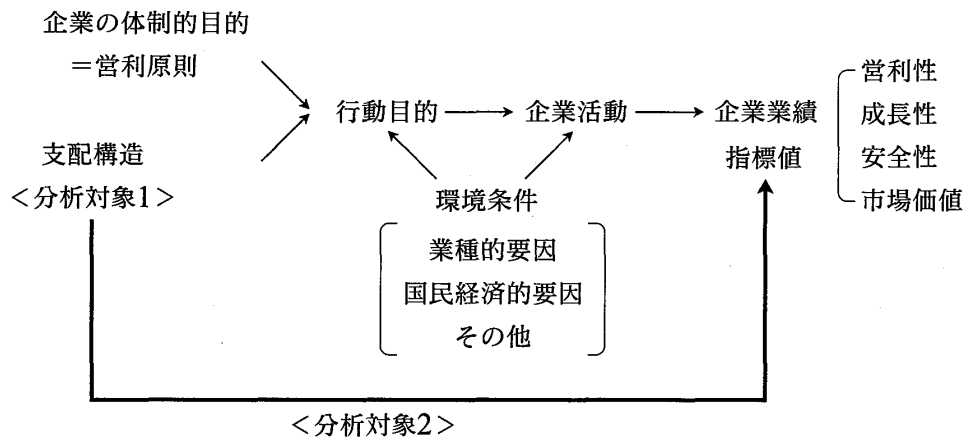 企業の体制的目的
＝営利原則
支配構造
＜分析対象1＞
行動目的
企業活動
企業業績
指標値
営利性
成長性
安全性
市場価値
環境条件
業種的要因
国民経済的要因
その他
＜分析対象2＞